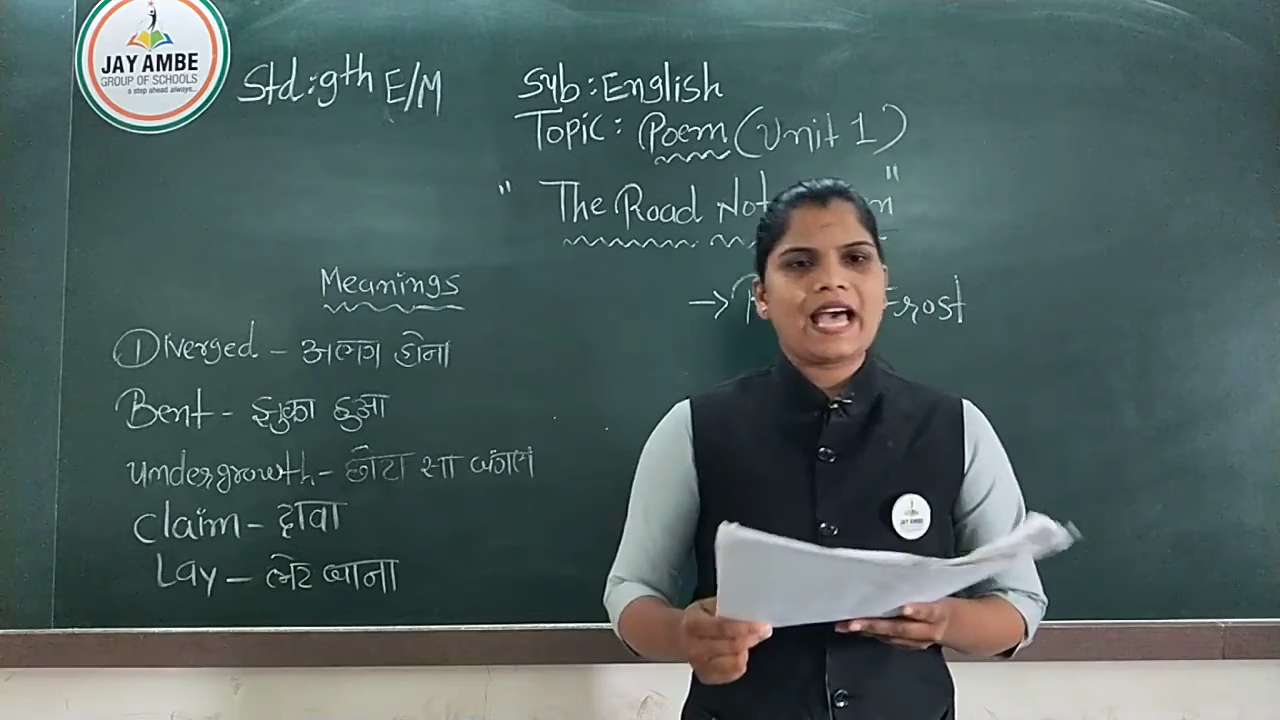 JAY AMBE
GROUP OF SCHOOLS
a step ahead always...
Std:9th E/M
Sub:English
Topic: Poem (Unit 1)
" The Road Not "
→ Frost
Meanings
① Diverged - अलग होना
Bent - झुका हुआ
undergrowth - छोटा सा जंगल
claim - दावा
Lay - लेट जाना
JAY AMBE